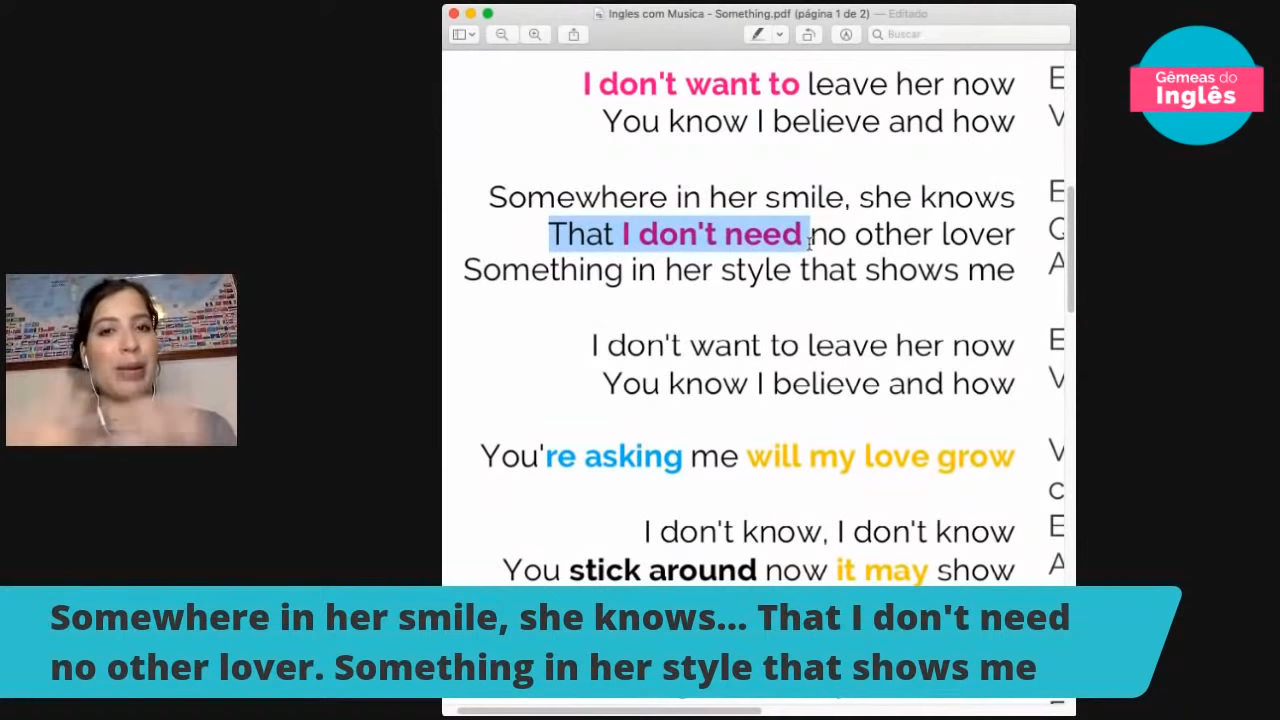 Ingles com Musica - Something.pdf (página 1 de 2) — Editado
Buscar
Gêmeas do
Inglês
I don't want to leave her now E
You know I believe and how V
Somewhere in her smile, she knows E
That I don't need no other lover Q
Something in her style that shows me A
I don't want to leave her now E
You know I believe and how V
You're asking me will my love grow V
c
I don't know, I don't know E
You stick around now it may show A
Somewhere in her smile, she knows... That I don't need
no other lover. Something in her style that shows me